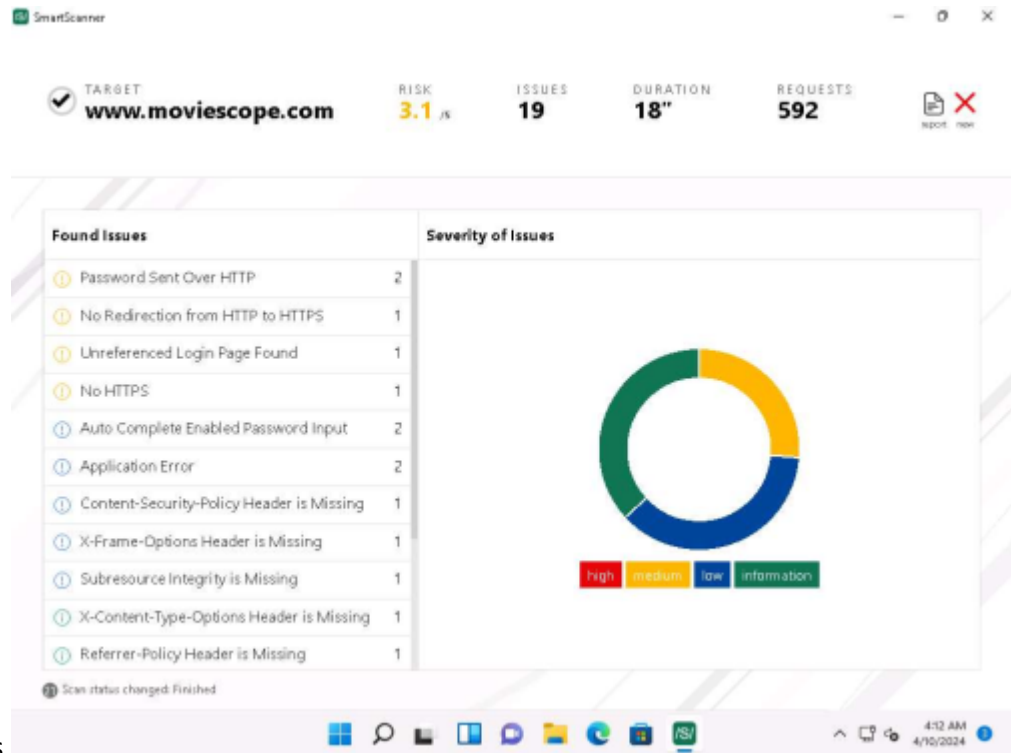 SmartScanner
TARGET
www.moviescope.com
RISK
3.1 /5
ISSUES
19
DURATION
18"
REQUESTS
592
report new
Found Issues
Password Sent Over HTTP 2
No Redirection from HTTP to HTTPS 1
Unreferenced Login Page Found 1
No HTTPS 1
Auto Complete Enabled Password Input 2
Application Error 2
Content-Security-Policy Header is Missing 1
X-Frame-Options Header is Missing 1
Subresource Integrity is Missing 1
X-Content-Type-Options Header is Missing 1
Referrer-Policy Header is Missing 1
Severity of Issues
high medium low information
Scan status changed: Finished
/S/
4:12 AM
4/10/2024